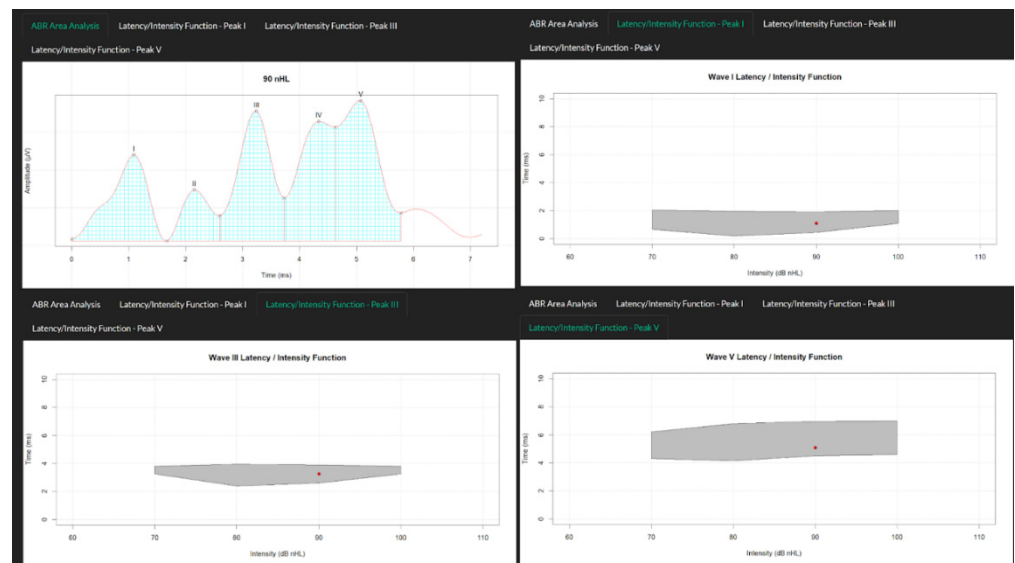 ABR Area Analysis Latency/Intensity Function - Peak I Latency/Intensity Function - Peak III
Latency/Intensity Function - Peak V
90 nHL
I
II
III
IV
V
Amplitude (µV)
0 1 2 3 4 5 6 7
Time (ms)
ABR Area Analysis Latency/Intensity Function - Peak I Latency/Intensity Function - Peak III
Latency/Intensity Function - Peak V
Wave I Latency / Intensity Function
Time (ms)
10
8
6
4
2
0
60 70 80 90 100 110
Intensity (dB nHL)
ABR Area Analysis Latency/Intensity Function - Peak I Latency/Intensity Function - Peak III
Latency/Intensity Function - Peak V
Wave III Latency / Intensity Function
Time (ms)
10
8
6
4
2
0
60 70 80 90 100 110
Intensity (dB nHL)
ABR Area Analysis Latency/Intensity Function - Peak I Latency/Intensity Function - Peak III
Latency/Intensity Function - Peak V
Wave V Latency / Intensity Function
Time (ms)
10
8
6
4
2
0
60 70 80 90 100 110
Intensity (dB nHL)